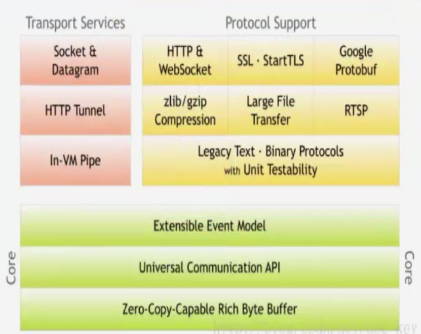 Transport Services
Protocol Support
Socket &
Datagram
HTTP &
WebSocket
SSL · StartTLS
Google
Protobuf
HTTP Tunnel
zlib/gzip
Compression
Large File
Transfer
RTSP
In-VM Pipe
Legacy Text · Binary Protocols
with Unit Testability
Core
Extensible Event Model
Universal Communication API
Zero-Copy-Capable Rich Byte Buffer
Core